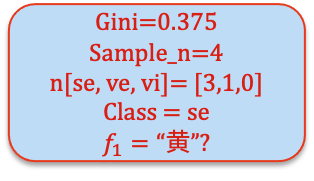 Gini=0.375
Sample_n=4
n[se, ve, vi]= [3,1,0]
Class = se
f₁ = “黄”?